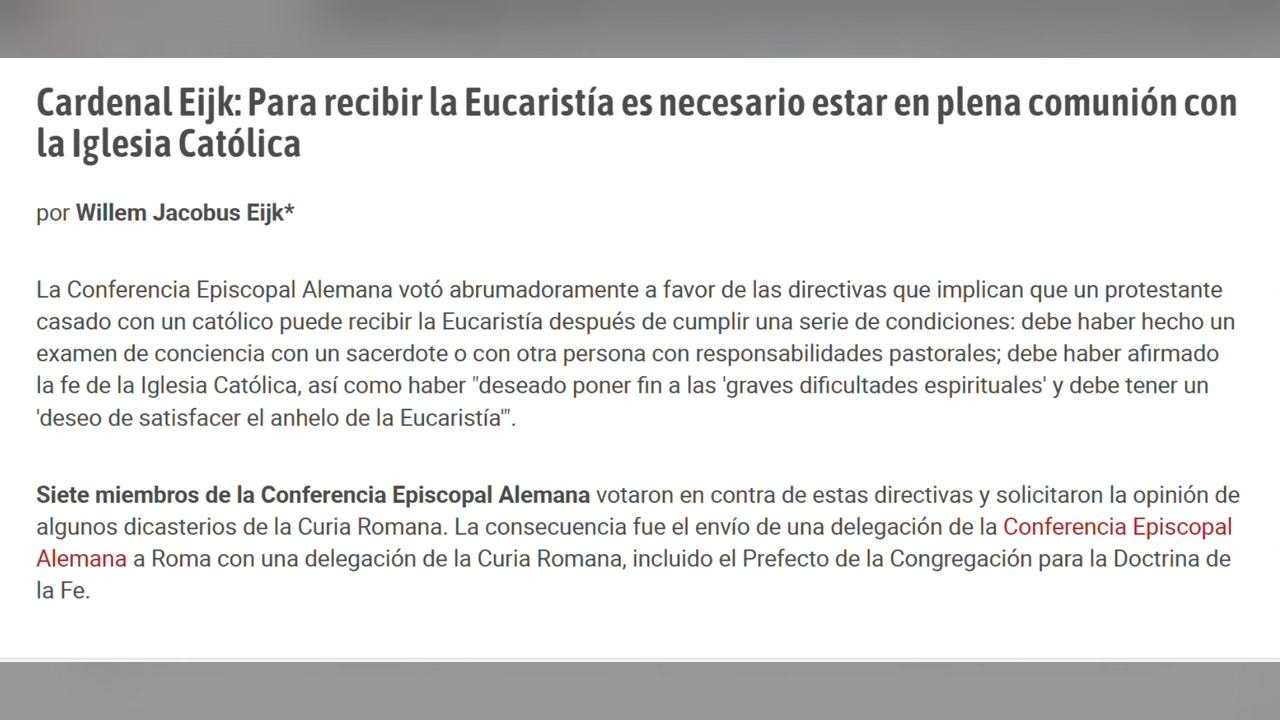 Cardenal Eijk: Para recibir la Eucaristía es necesario estar en plena comunión con
la Iglesia Católica
por Willem Jacobus Eijk*
La Conferencia Episcopal Alemana votó abrumadoramente a favor de las directivas que implican que un protestante
casado con un católico puede recibir la Eucaristía después de cumplir una serie de condiciones: debe haber hecho un
examen de conciencia con un sacerdote o con otra persona con responsabilidades pastorales; debe haber afirmado
la fe de la Iglesia Católica, así como haber "deseado poner fin a las 'graves dificultades espirituales' y debe tener un
'deseo de satisfacer el anhelo de la Eucaristía'".
Siete miembros de la Conferencia Episcopal Alemana votaron en contra de estas directivas y solicitaron la opinión de
algunos dicasterios de la Curia Romana. La consecuencia fue el envío de una delegación de la Conferencia Episcopal
Alemana a Roma con una delegación de la Curia Romana, incluido el Prefecto de la Congregación para la Doctrina de
la Fe.